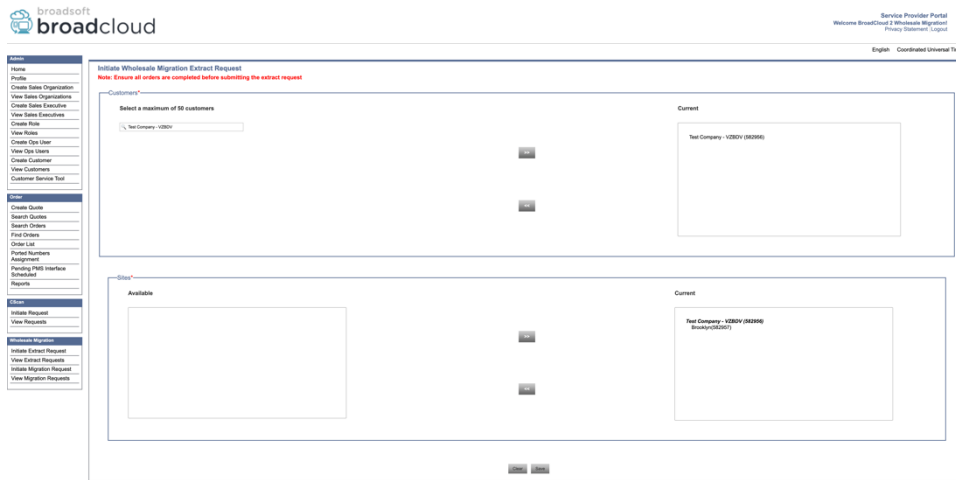 broadsoft
broadcloud
Service Provider Portal
Welcome BroadCloud 2 Wholesale Migration!
Privacy Statement Logout
English Coordinated Universal Ti
Admin
Home
Profile
Create Sales Organization
View Sales Organizations
Create Sales Executive
View Sales Executives
Create Role
View Roles
Create Ops User
View Ops Users
Create Customer
View Customers
Customer Service Tool
Order
Create Quote
Search Quotes
Search Orders
Find Orders
Order List
Ported Numbers
Assignment
Pending PMS Interface
Scheduled
Reports
CScan
Initiate Request
View Requests
Wholesale Migration
Initiate Extract Request
View Extract Requests
Initiate Migration Request
View Migration Requests
Initiate Wholesale Migration Extract Request
Note: Ensure all orders are completed before submitting the extract request
Customers*
Select a maximum of 50 customers
Test Company - VZBDV
>>
<<
Current
Test Company - VZBDV (582956)
Sites*
Available
>>
<<
Current
Test Company - VZBDV (582956)
Brooklyn(582957)
Clear Save